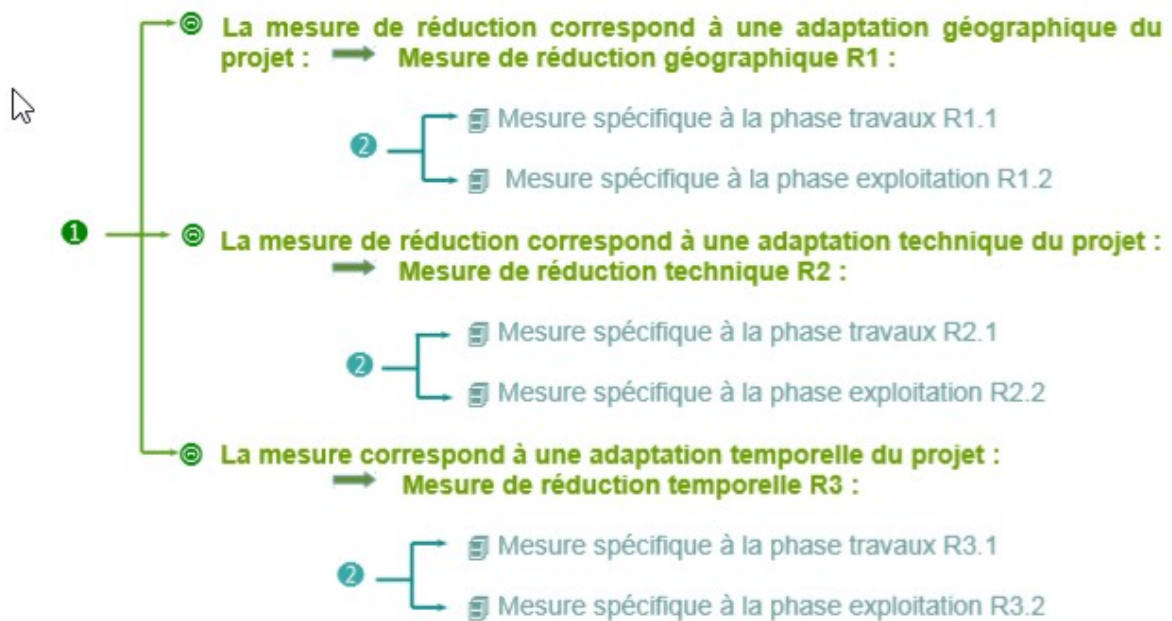 La mesure de réduction correspond à une adaptation géographique du
projet : Mesure de réduction géographique R1 :
Mesure spécifique à la phase travaux R1.1
2
Mesure spécifique à la phase exploitation R1.2
1
La mesure de réduction correspond à une adaptation technique du projet :
Mesure de réduction technique R2 :
Mesure spécifique à la phase travaux R2.1
2
Mesure spécifique à la phase exploitation R2.2
La mesure correspond à une adaptation temporelle du projet :
Mesure de réduction temporelle R3 :
Mesure spécifique à la phase travaux R3.1
2
Mesure spécifique à la phase exploitation R3.2